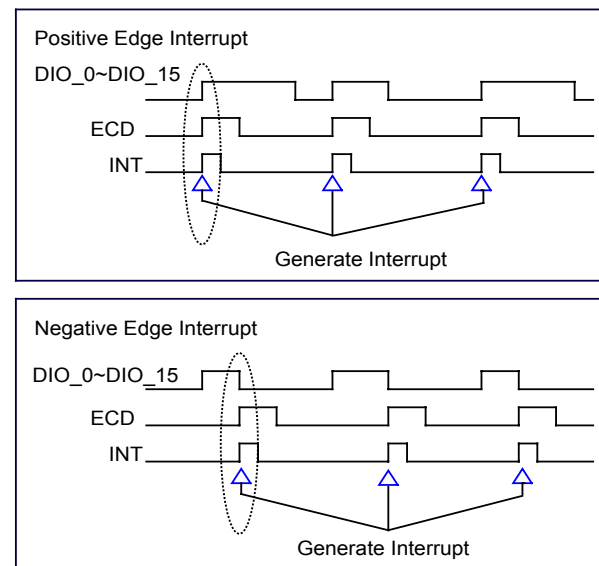 Positive Edge Interrupt
DIO_0~DIO_15
ECD
INT
Generate Interrupt
Negative Edge Interrupt
DIO_0~DIO_15
ECD
INT
Generate Interrupt